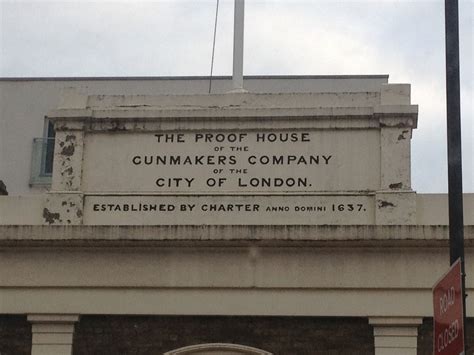 THE PROOF HOUSE
OF THE
GUNMAKERS COMPANY
OF THE
CITY OF LONDON.
ESTABLISHED BY CHARTER ANNO DOMINI 1637.
ROAD
CLOSED